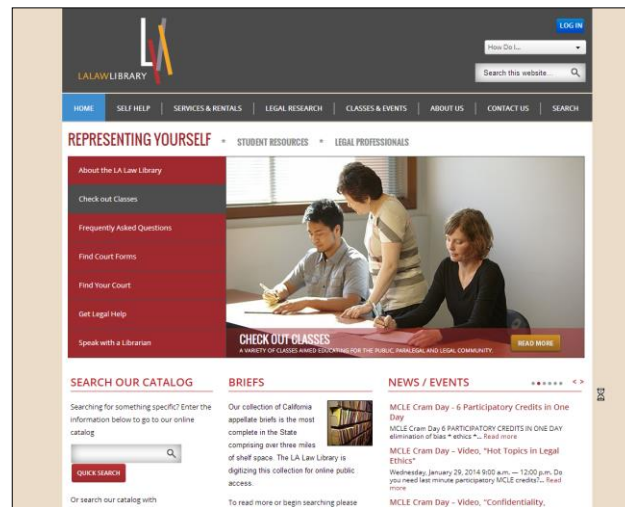 LOG IN
How Do I...
Search this website...
LA
LALAWLIBRARY
HOME SELF HELP SERVICES & RENTALS LEGAL RESEARCH CLASSES & EVENTS ABOUT US CONTACT US SEARCH
REPRESENTING YOURSELF STUDENT RESOURCES LEGAL PROFESSIONALS
About the LA Law Library
Check out Classes
Frequently Asked Questions
Find Court Forms
Find Your Court
Get Legal Help
Speak with a Librarian
CHECK OUT CLASSES
A VARIETY OF CLASSES AIMED EDUCATING FOR THE PUBLIC, PARALEGAL AND LEGAL COMMUNITY.
READ MORE
SEARCH OUR CATALOG
Searching for something specific? Enter the
information below to go to our online
catalog
QUICK SEARCH
Or search our catalog with
BRIEFS
Our collection of California
appellate briefs is the most
complete in the State
comprising over three miles
of shelf space. The LA Law Library is
digitizing this collection for online public
access.
To read more or begin searching please
NEWS / EVENTS < >
MCLE Cram Day - 6 Participatory Credits in One
Day
MCLE Cram Day 6 PARTICIPATORY CREDITS IN ONE DAY
elimination of bias * ethics *... Read more
MCLE Cram Day – Video, "Hot Topics in Legal
Ethics"
Wednesday, January 29, 2014 9:00 a.m. — 12:00 p.m. Do
you need last minute participatory MCLE credits?... Read
more
MCLE Cram Day – Video, "Confidentiality,